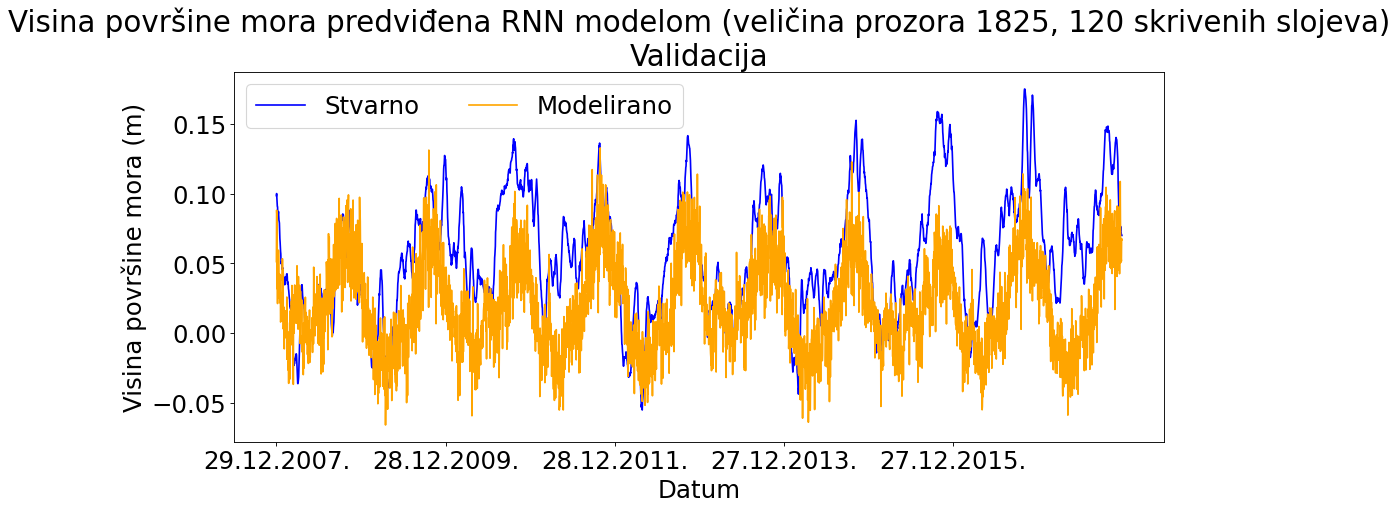 Visina površine mora predviđena RNN modelom (veličina prozora 1825, 120 skrivenih slojeva)
Validacija
Stvarno Modelirano
Visina površine mora (m)
0.15
0.10
0.05
0.00
−0.05
29.12.2007. 28.12.2009. 28.12.2011. 27.12.2013. 27.12.2015.
Datum